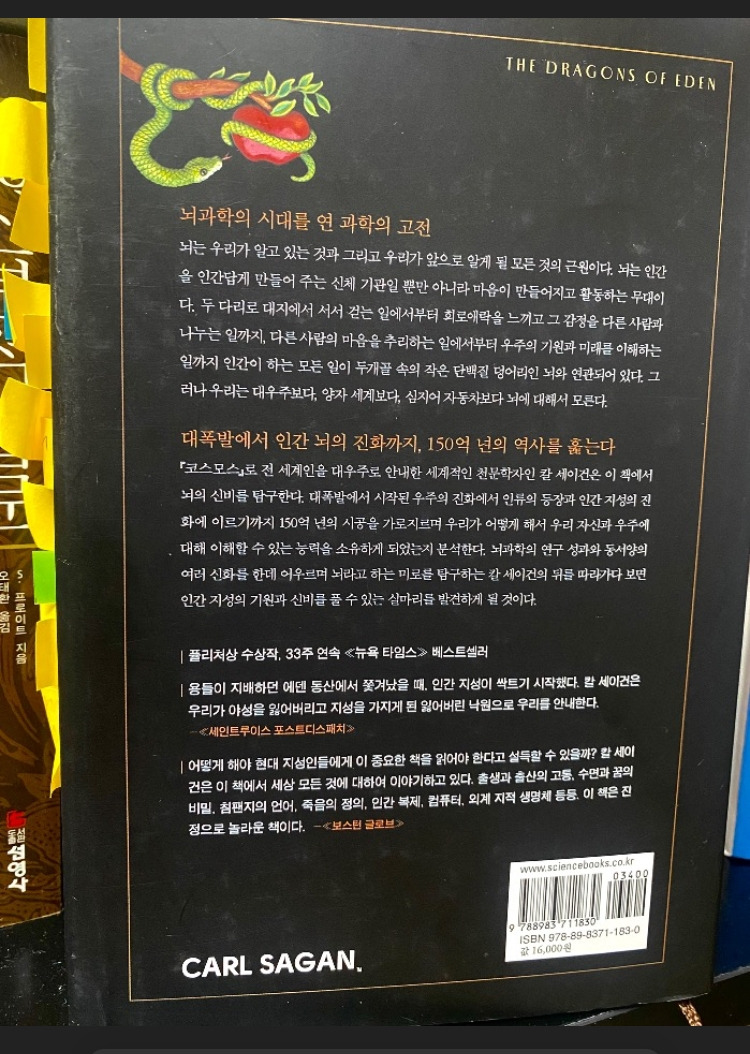 THE DRAGONS OF EDEN
뇌과학의 시대를 연 과학의 고전
뇌는 우리가 알고 있는 것과 그리고 우리가 앞으로 알게 될 모든 것의 근원이다. 뇌는 인간
을 인간답게 만들어 주는 신체 기관일 뿐만 아니라 마음이 만들어지고 활동하는 무대이
다. 두 다리로 대지에서 서서 걷는 일에서부터 희로애락을 느끼고 그 감정을 다른 사람과
나누는 일까지, 다른 사람의 마음을 추리하는 일에서부터 우주의 기원과 미래를 이해하는
일까지 인간이 하는 모든 일이 두개골 속의 작은 단백질 덩어리인 뇌와 연관되어 있다. 그
러나 우리는 대우주보다, 양자 세계보다, 심지어 자동차보다 뇌에 대해서 모른다.
대폭발에서 인간 뇌의 진화까지, 150억 년의 역사를 훑는다
『코스모스』로 전 세계인을 대우주로 안내한 세계적인 천문학자인 칼 세이건은 이 책에서
뇌의 신비를 탐구한다. 대폭발에서 시작된 우주의 진화에서 인류의 등장과 인간 지성의 진
화에 이르기까지 150억 년의 시공을 가로지르며 우리가 어떻게 해서 우리 자신과 우주에
대해 이해할 수 있는 능력을 소유하게 되었는지 분석한다. 뇌과학의 연구 성과와 동서양의
여러 신화를 한데 어우르며 뇌라고 하는 미로를 탐구하는 칼 세이건의 뒤를 따라가다 보면
인간 지성의 기원과 신비를 풀 수 있는 실마리를 발견하게 될 것이다.
| 퓰리처상 수상작, 33주 연속 ≪뉴욕 타임스≫ 베스트셀러
| 용들이 지배하던 에덴 동산에서 쫓겨났을 때, 인간 지성이 싹트기 시작했다. 칼 세이건은
우리가 야성을 잃어버리고 지성을 가지게 된 잃어버린 낙원으로 우리를 안내한다.
—≪세인트루이스 포스트디스패치≫
| 어떻게 해야 현대 지성인들에게 이 중요한 책을 읽어야 한다고 설득할 수 있을까? 칼 세이
건은 이 책에서 세상 모든 것에 대하여 이야기하고 있다. 출생과 출산의 고통, 수면과 꿈의
비밀, 침팬지의 언어, 죽음의 정의, 인간 복제, 컴퓨터, 외계 지적 생명체 등등. 이 책은 진
정으로 놀라운 책이다. —≪보스턴 글로브≫
www.sciencebooks.co.kr
03400
9 788983 711830
ISBN 978-89-8371-183-0
값 16,000원
CARL SAGAN.
S. 프로이트 지음
오태환 옮김
도서출판 선영사